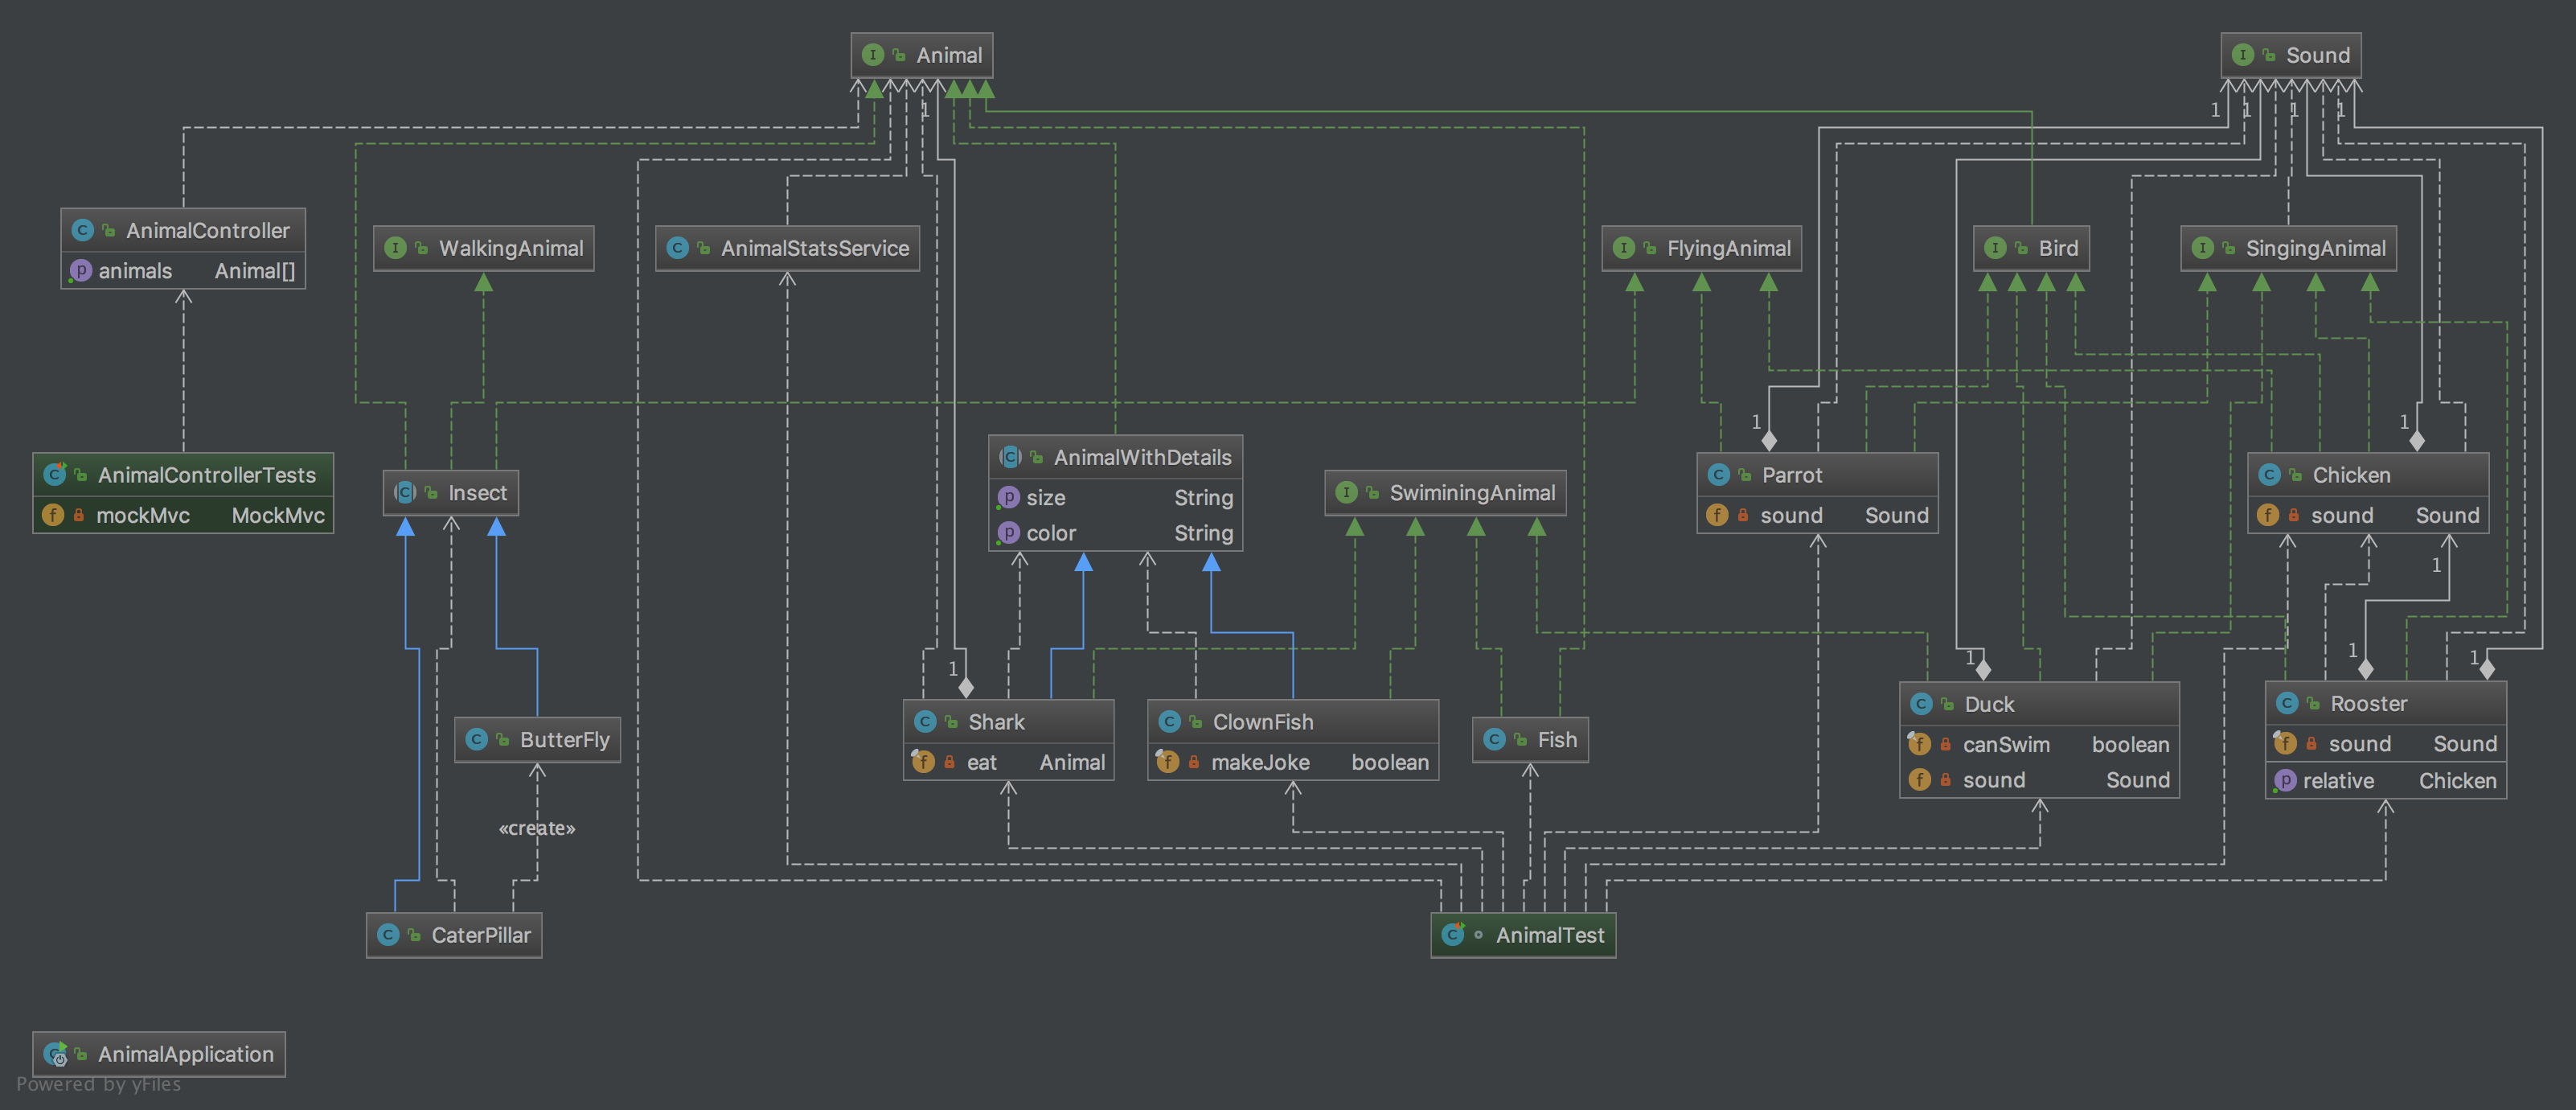 Animal
Sound
1
1
1
1
1
AnimalController
animals Animal[]
WalkingAnimal
AnimalStatsService
FlyingAnimal
Bird
SingingAnimal
1
1
AnimalControllerTests
mockMvc MockMvc
Insect
AnimalWithDetails
size String
color String
SwiminingAnimal
Parrot
sound Sound
Chicken
sound Sound
1
1
1
1
1
ButterFly
Shark
eat Animal
ClownFish
makeJoke boolean
Fish
Duck
canSwim boolean
sound Sound
Rooster
sound Sound
relative Chicken
«create»
CaterPillar
AnimalTest
AnimalApplication
Powered by yFiles